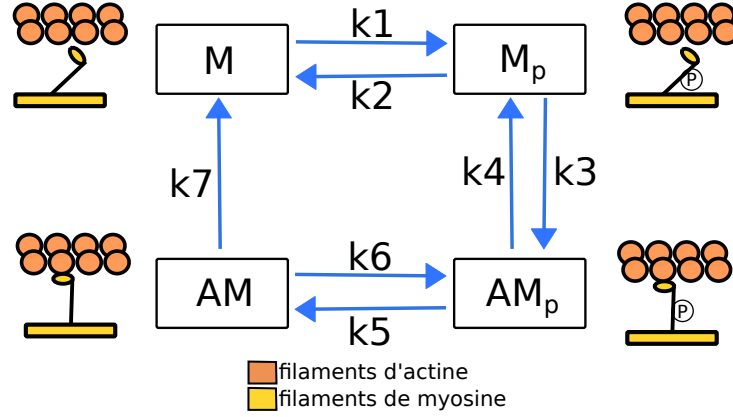 k1
M
Mp
P
k2
k7
k4
k3
k6
AM
AMp
P
k5
filaments d'actine
filaments de myosine